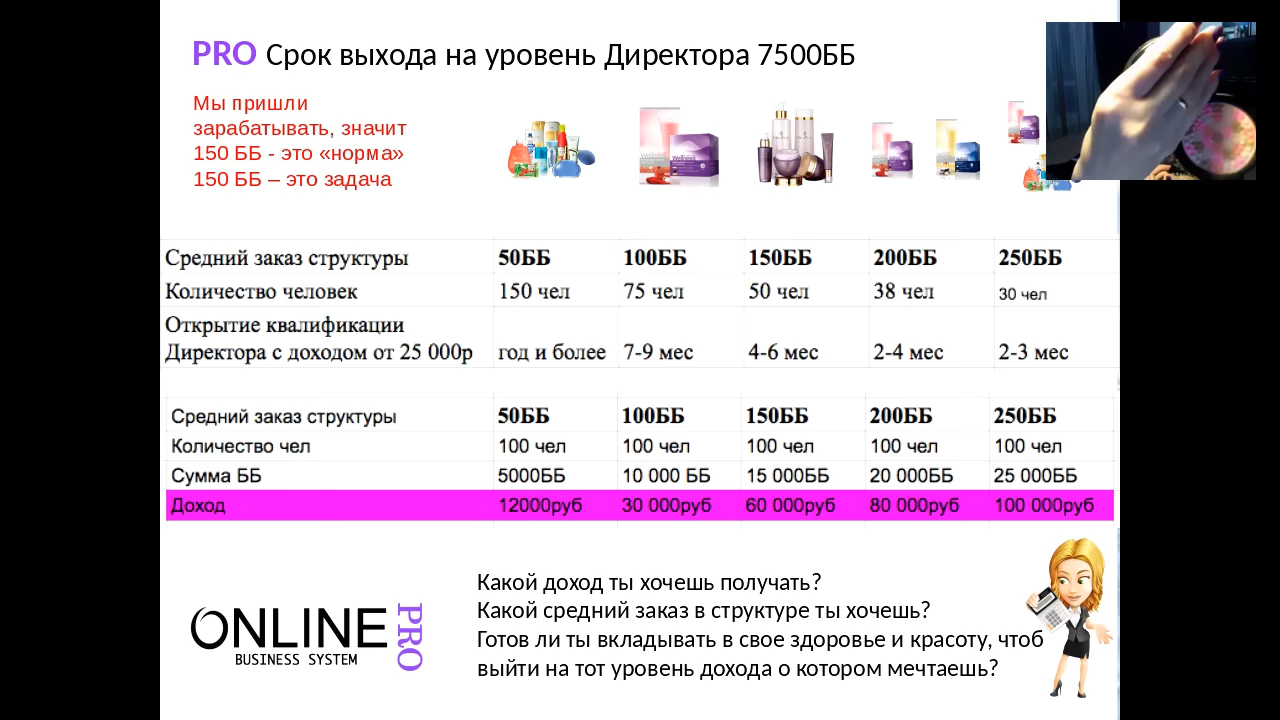 PRO Срок выхода на уровень Директора 7500ББ
Мы пришли
зарабатывать, значит
150 ББ - это «норма»
150 ББ – это задача
Средний заказ структуры 50ББ 100ББ 150ББ 200ББ 250ББ
Количество человек 150 чел 75 чел 50 чел 38 чел 30 чел
Открытие квалификации
Директора с доходом от 25 000р год и более 7-9 мес 4-6 мес 2-4 мес 2-3 мес
Средний заказ структуры 50ББ 100ББ 150ББ 200ББ 250ББ
Количество чел 100 чел 100 чел 100 чел 100 чел 100 чел
Сумма ББ 5000ББ 10 000 ББ 15 000ББ 20 000ББ 25 000ББ
Доход 12000руб 30 000руб 60 000руб 80 000руб 100 000руб
Какой доход ты хочешь получать?
Какой средний заказ в структуре ты хочешь?
Готов ли ты вкладывать в свое здоровье и красоту, чтоб
выйти на тот уровень дохода о котором мечтаешь?
ONLINE PRO
BUSINESS SYSTEM